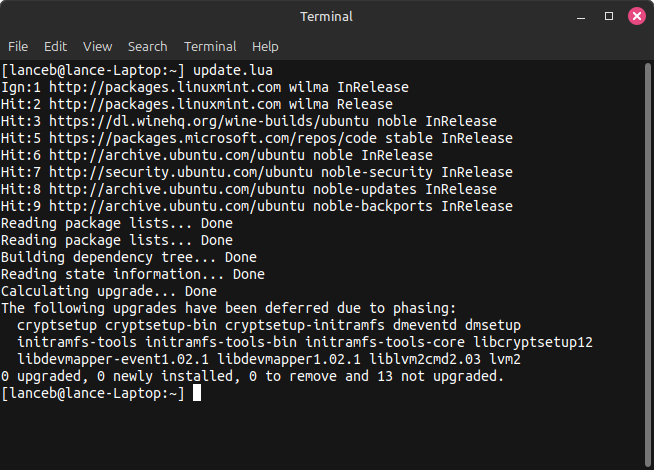 Terminal
File Edit View Search Terminal Help
[lanceb@lance-Laptop:~] update.lua
Ign:1 http://packages.linuxmint.com wilma InRelease
Hit:2 http://packages.linuxmint.com wilma Release
Hit:3 https://dl.winehq.org/wine-builds/ubuntu noble InRelease
Hit:5 https://packages.microsoft.com/repos/code stable InRelease
Hit:6 http://archive.ubuntu.com/ubuntu noble InRelease
Hit:7 http://security.ubuntu.com/ubuntu noble-security InRelease
Hit:8 http://archive.ubuntu.com/ubuntu noble-updates InRelease
Hit:9 http://archive.ubuntu.com/ubuntu noble-backports InRelease
Reading package lists... Done
Reading package lists... Done
Building dependency tree... Done
Reading state information... Done
Calculating upgrade... Done
The following upgrades have been deferred due to phasing:
  cryptsetup cryptsetup-bin cryptsetup-initramfs dmeventd dmsetup
  initramfs-tools initramfs-tools-bin initramfs-tools-core libcryptsetup12
  libdevmapper-event1.02.1 libdevmapper1.02.1 liblvm2cmd2.03 lvm2
0 upgraded, 0 newly installed, 0 to remove and 13 not upgraded.
[lanceb@lance-Laptop:~]